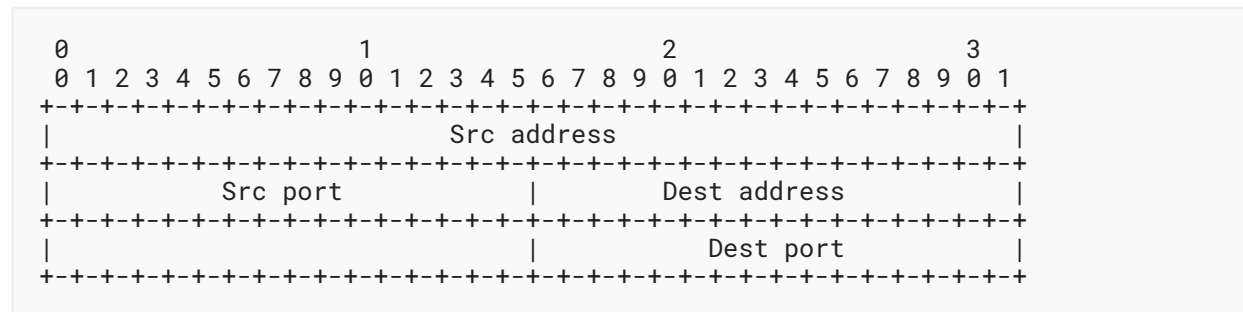 0                   1                   2                   3
 0 1 2 3 4 5 6 7 8 9 0 1 2 3 4 5 6 7 8 9 0 1 2 3 4 5 6 7 8 9 0 1
+-+-+-+-+-+-+-+-+-+-+-+-+-+-+-+-+-+-+-+-+-+-+-+-+-+-+-+-+-+-+-+-+
|                          Src address                          |
+-+-+-+-+-+-+-+-+-+-+-+-+-+-+-+-+-+-+-+-+-+-+-+-+-+-+-+-+-+-+-+-+
|           Src port            |        Dest address           |
+-+-+-+-+-+-+-+-+-+-+-+-+-+-+-+-+-+-+-+-+-+-+-+-+-+-+-+-+-+-+-+-+
|                               |           Dest port           |
+-+-+-+-+-+-+-+-+-+-+-+-+-+-+-+-+-+-+-+-+-+-+-+-+-+-+-+-+-+-+-+-+